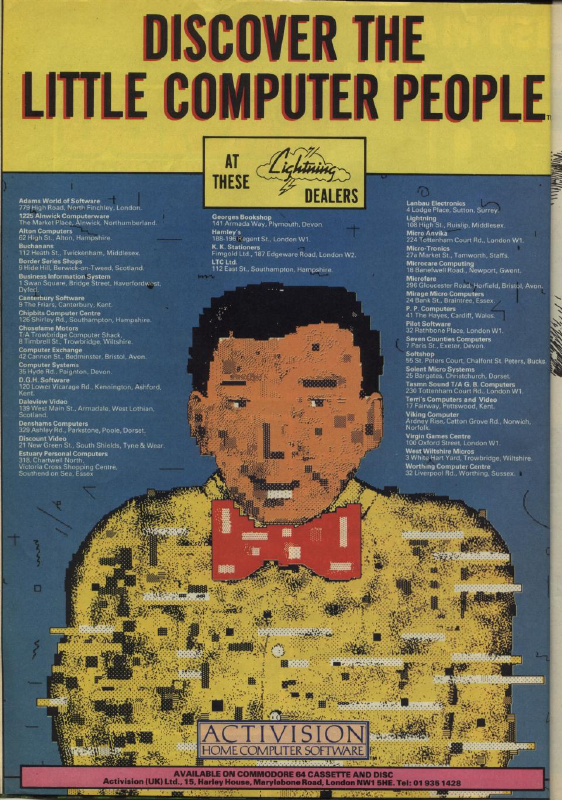 DISCOVER THE
LITTLE COMPUTER PEOPLE™
AT
THESE
Lightning
DEALERS
Adams World of Software
779 High Road, North Finchley, London.
1225 Alnwick Computerware
The Market Place, Alnwick, Northumberland.
Alton Computers
62 High St., Alton, Hampshire.
Buchanans
112 Heath St., Twickenham, Middlesex.
Border Series Shops
9 Hide Hill, Berwick-on-Tweed, Scotland.
Business Information System
1 Swan Square, Bridge Street, Haverfordwest,
Dyfed.
Canterbury Software
9 The Friars, Canterbury, Kent.
Chipbits Computer Centre
126 Shirley Rd., Southampton, Hampshire.
Choseleme Motors
T/A Trowbridge Computer Shack,
8 Timbrell St., Trowbridge, Wiltshire.
Computer Exchange
42 Cannon St., Bedminster, Bristol, Avon.
Computer Systems
35 Hyde Rd., Paignton, Devon.
D.G.H. Software
120 Lower Vicarage Rd., Kennington, Ashford,
Kent.
Daleview Video
139 West Main St., Armadale, West Lothian,
Scotland.
Densham Computers
329 Ashley Rd., Parkstone, Poole, Dorset.
Discount Video
21 New Green St., South Shields, Tyne & Wear.
Estuary Personal Computers
318, Chartwell North,
Victoria Cross Shopping Centre,
Southend on Sea, Essex
Georges Bookshop
141 Armada Way, Plymouth, Devon
Hamley's
188-196 Regent St., London W1.
K. K. Stationers
Fimgold Ltd., 187 Edgeware Road, London W2.
LTC Ltd
112 East St., Southampton, Hampshire.
Lanbau Electronics
4 Lodge Place, Sutton, Surrey.
Lightning
108 High St., Ruislip, Middlesex.
Micro Anvika
224 Tottenham Court Rd., London W1.
Micro-Tronics
27a Market St., Tamworth, Staffs.
Microcare Computing
18 Baneswell Road, Newport, Gwent.
Microfare
296 Gloucester Road, Horfield, Bristol, Avon.
Mirage Micro Computers
24 Bank St., Braintree, Essex
P. P. Computers
41 The Hayes, Cardiff, Wales.
Pilot Software
32 Rathbone Place, London W1.
Seven Counties Computers
7 Paris St., Exeter, Devon.
Softshop
55 St. Peters Court, Chalfont St. Peters, Bucks
Solent Micro Systems
25 Bargates, Christchurch, Dorset.
Tasmn Sound T/A G. B. Computers
230 Tottenham Court Rd., London W1.
Terri's Computers and Video
17 Fairway, Pettswood, Kent.
Viking Computer
Ardney Rise, Catton Grove Rd., Norwich,
Norfolk.
Virgin Games Centre
100 Oxford Street, London W1.
West Wiltshire Micros
3 White Hart Yard, Trowbridge, Wiltshire.
Worthing Computer Centre
32 Liverpool Rd., Worthing, Sussex.
ACTIVISION
HOME COMPUTER SOFTWARE
AVAILABLE ON COMMODORE 64 CASSETTE AND DISC
Activision (UK) Ltd., 15, Harley House, Marylebone Road, London NW1 5HE. Tel: 01 935 1428